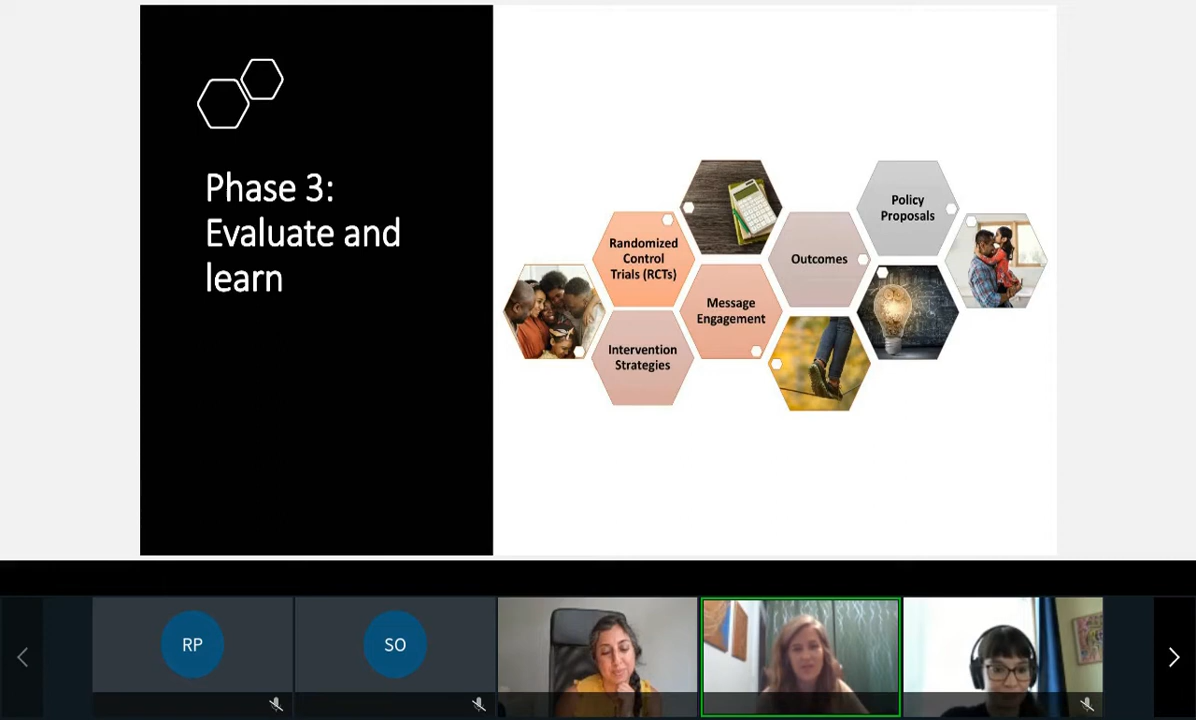 Phase 3:
Evaluate and
learn
Randomized
Control
Trials (RCTs)
Intervention
Strategies
Message
Engagement
Outcomes
Policy
Proposals
RP
SO